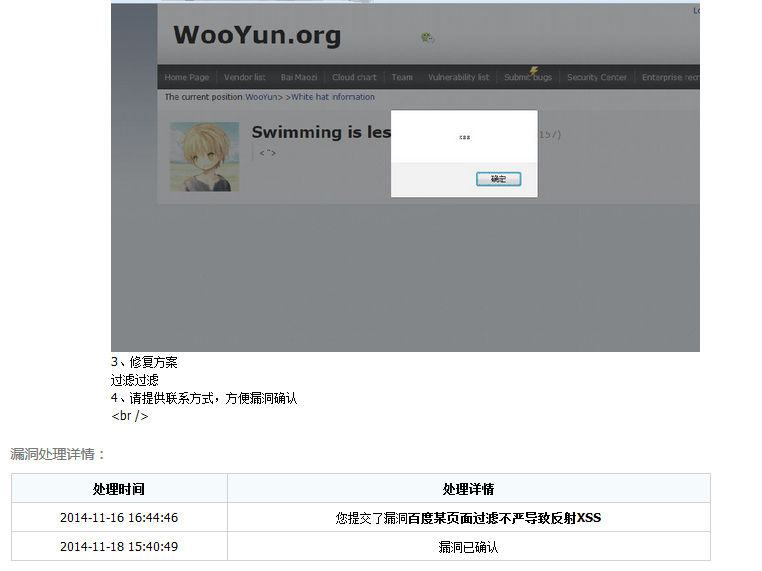 Lo
WooYun.org
Home Page Vendor list Bai Maozi Cloud chart Team Vulnerability list Submit bugs Security Center Enterprise recr
The current position:WooYun> >White hat information
Swimming is les 157)
< ">
确定
3、修复方案
过滤过滤
4、请提供联系方式，方便漏洞确认
<br />
漏洞处理详情：
处理时间 处理详情
2014-11-16 16:44:46 您提交了漏洞百度某页面过滤不严导致反射XSS
2014-11-18 15:40:49 漏洞已确认